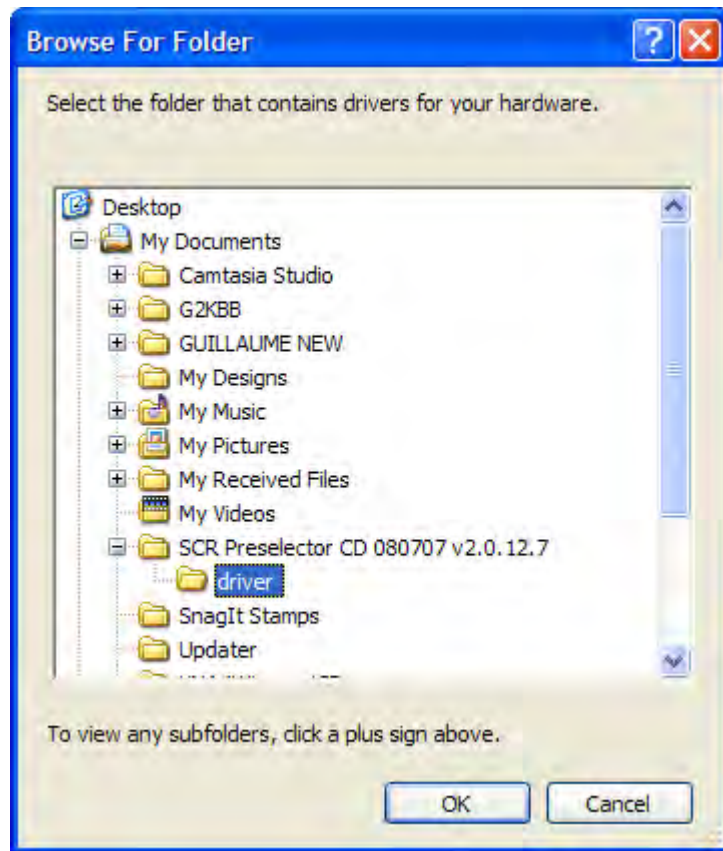 Browse For Folder
Select the folder that contains drivers for your hardware.
Desktop
My Documents
Camtasia Studio
G2KBB
GUILLAUME NEW
My Designs
My Music
My Pictures
My Received Files
My Videos
SCR Preselector CD 080707 v2.0.12.7
driver
SnagIt Stamps
Updater
To view any subfolders, click a plus sign above.
OK Cancel